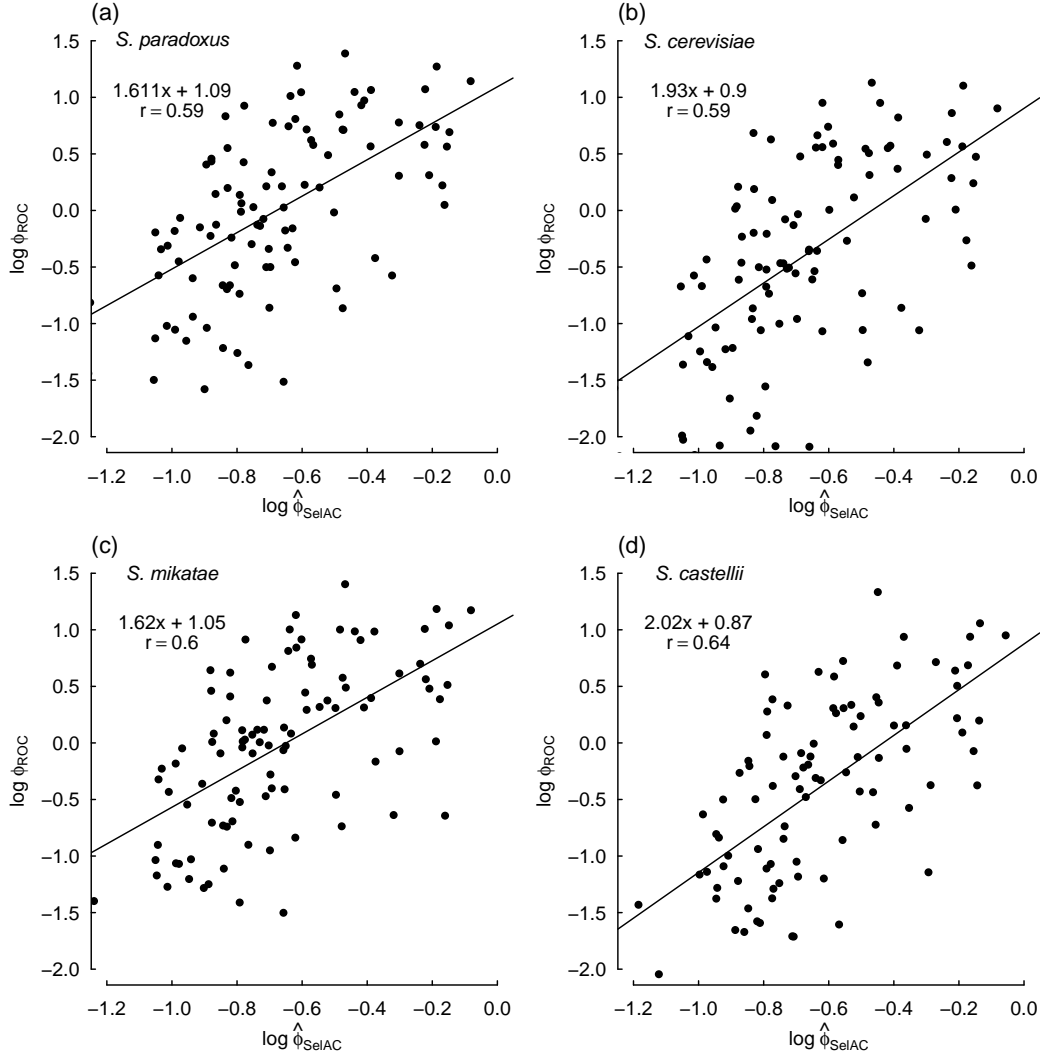 (a)
S. paradoxus
1.611x + 1.09
r = 0.59
1.5
1.0
0.5
0.0
−0.5
−1.0
−1.5
−2.0
log ϕROC
−1.2 −1.0 −0.8 −0.6 −0.4 −0.2 0.0
log ϕ̂SelAC
(b)
S. cerevisiae
1.93x + 0.9
r = 0.59
1.5
1.0
0.5
0.0
−0.5
−1.0
−1.5
−2.0
log ϕROC
−1.2 −1.0 −0.8 −0.6 −0.4 −0.2 0.0
log ϕ̂SelAC
(c)
S. mikatae
1.62x + 1.05
r = 0.6
1.5
1.0
0.5
0.0
−0.5
−1.0
−1.5
−2.0
log ϕROC
−1.2 −1.0 −0.8 −0.6 −0.4 −0.2 0.0
log ϕ̂SelAC
(d)
S. castellii
2.02x + 0.87
r = 0.64
1.5
1.0
0.5
0.0
−0.5
−1.0
−1.5
−2.0
log ϕROC
−1.2 −1.0 −0.8 −0.6 −0.4 −0.2 0.0
log ϕ̂SelAC